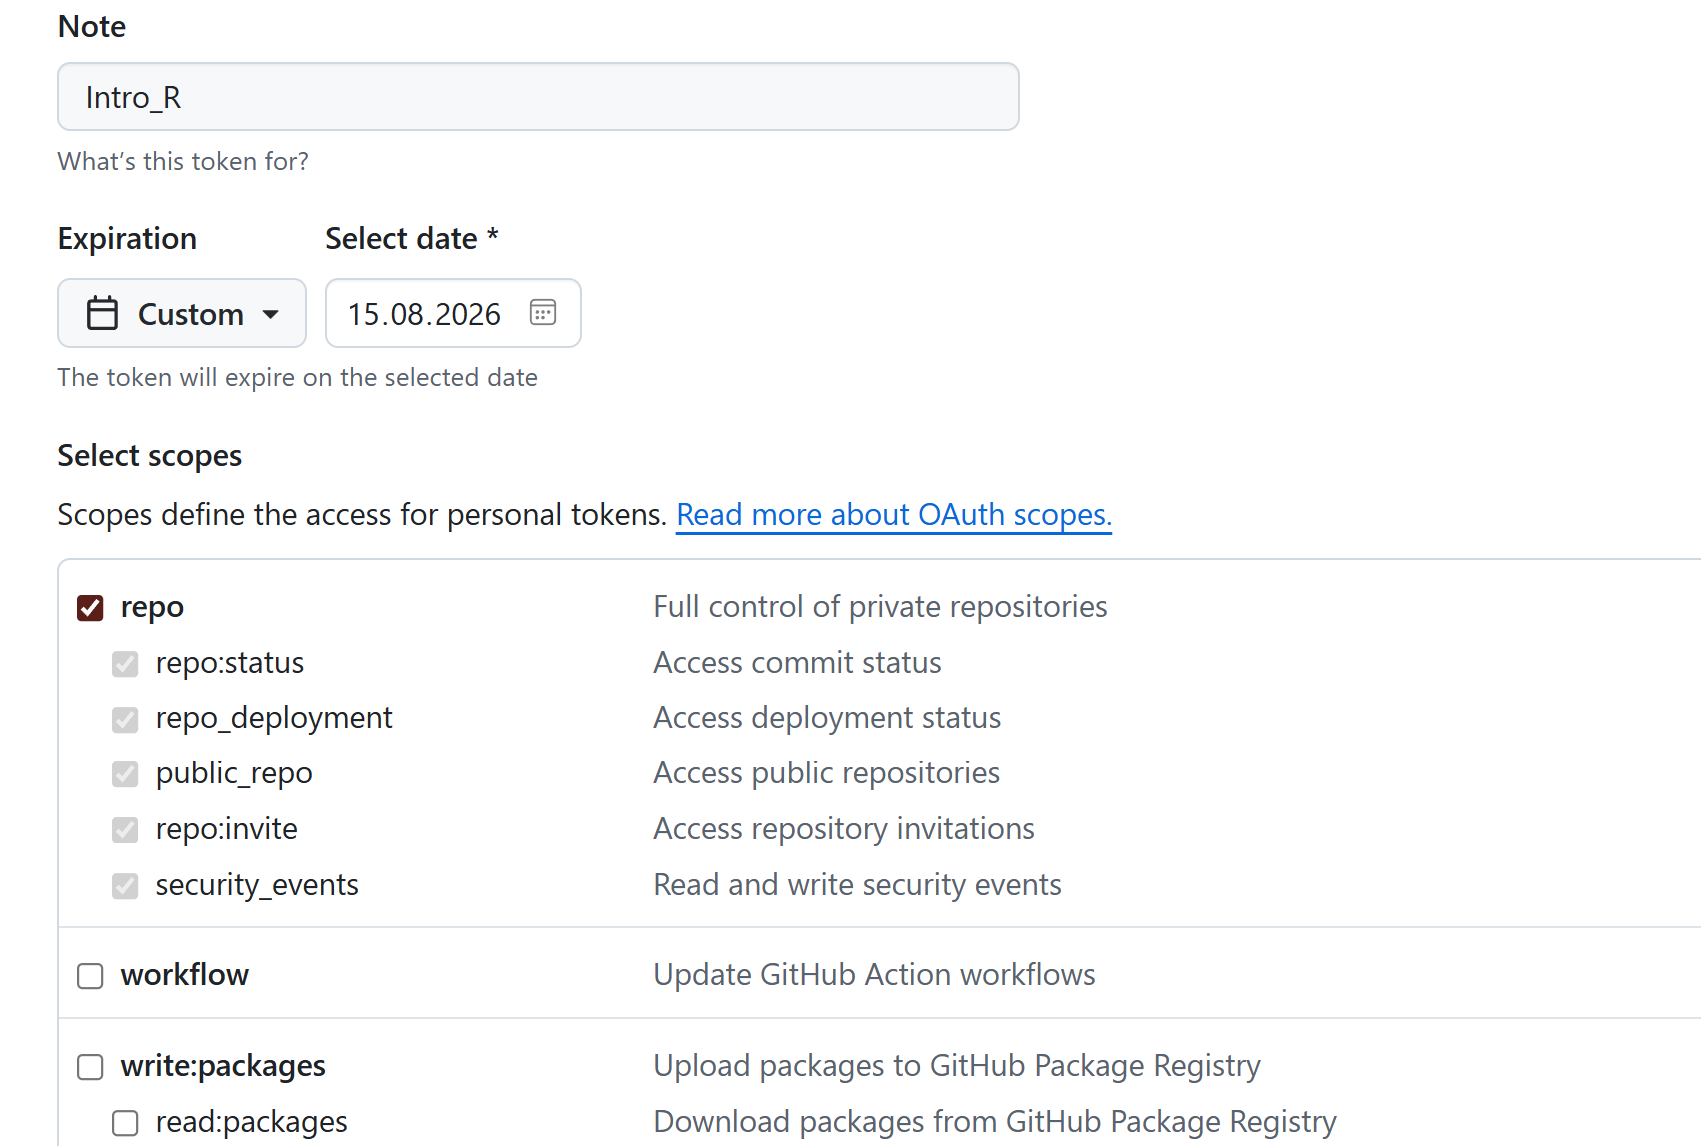 Note
Intro_R
What's this token for?
Expiration Select date *
Custom 15.08.2026
The token will expire on the selected date
Select scopes
Scopes define the access for personal tokens. Read more about OAuth scopes.
repo Full control of private repositories
repo:status Access commit status
repo_deployment Access deployment status
public_repo Access public repositories
repo:invite Access repository invitations
security_events Read and write security events
workflow Update GitHub Action workflows
write:packages Upload packages to GitHub Package Registry
read:packages Download packages from GitHub Package Registry